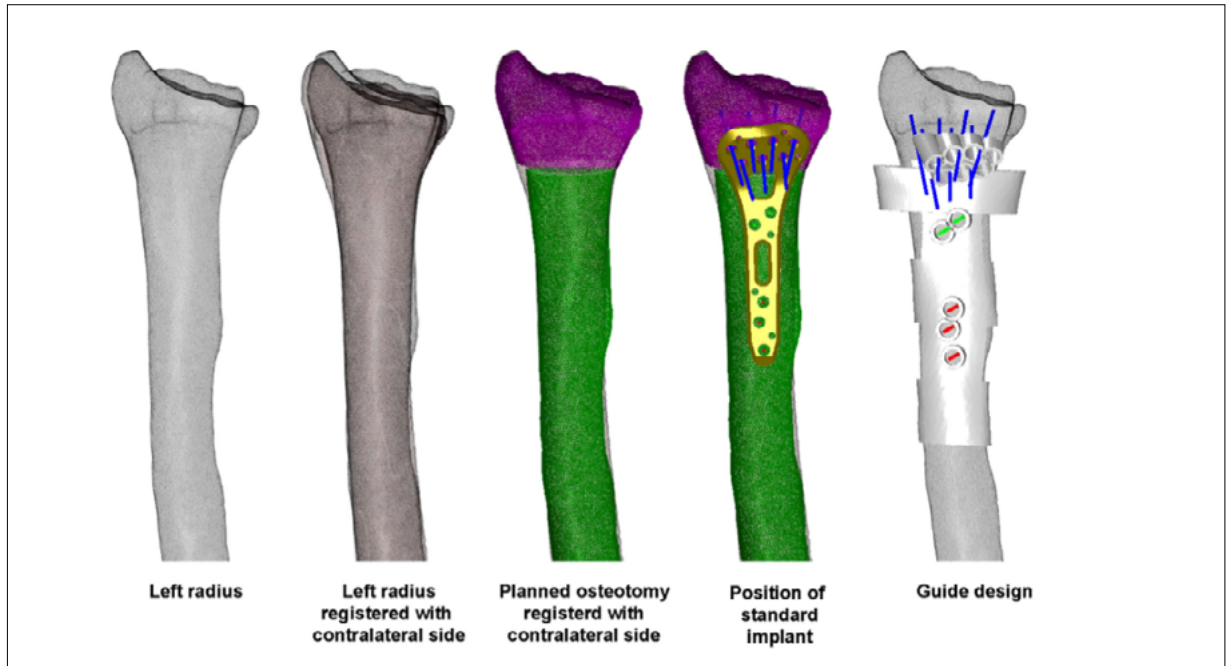 Left radius
Left radius
registered with
contralateral side
Planned osteotomy
registerd with
contralateral side
Position of
standard
implant
Guide design